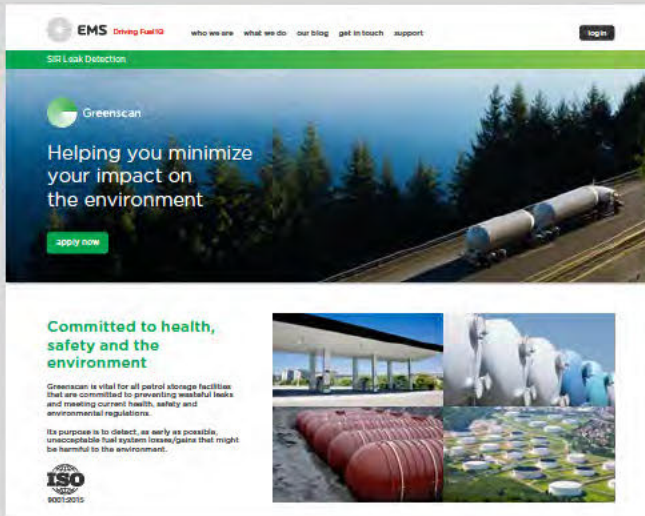 EMS Driving Fuel IQ who we are what we do our blog get in touch support log in
SIR Leak Detection
Greenscan
Helping you minimize
your impact on
the environment
apply now
Committed to health,
safety and the
environment
Greenscan is vital for all petrol storage facilities
that are committed to preventing wasteful leaks
and meeting current health, safety and
environmental regulations.
Its purpose is to detect, as early as possible,
unacceptable fuel system losses/gains that might
be harmful to the environment.
ISO
9001:2015